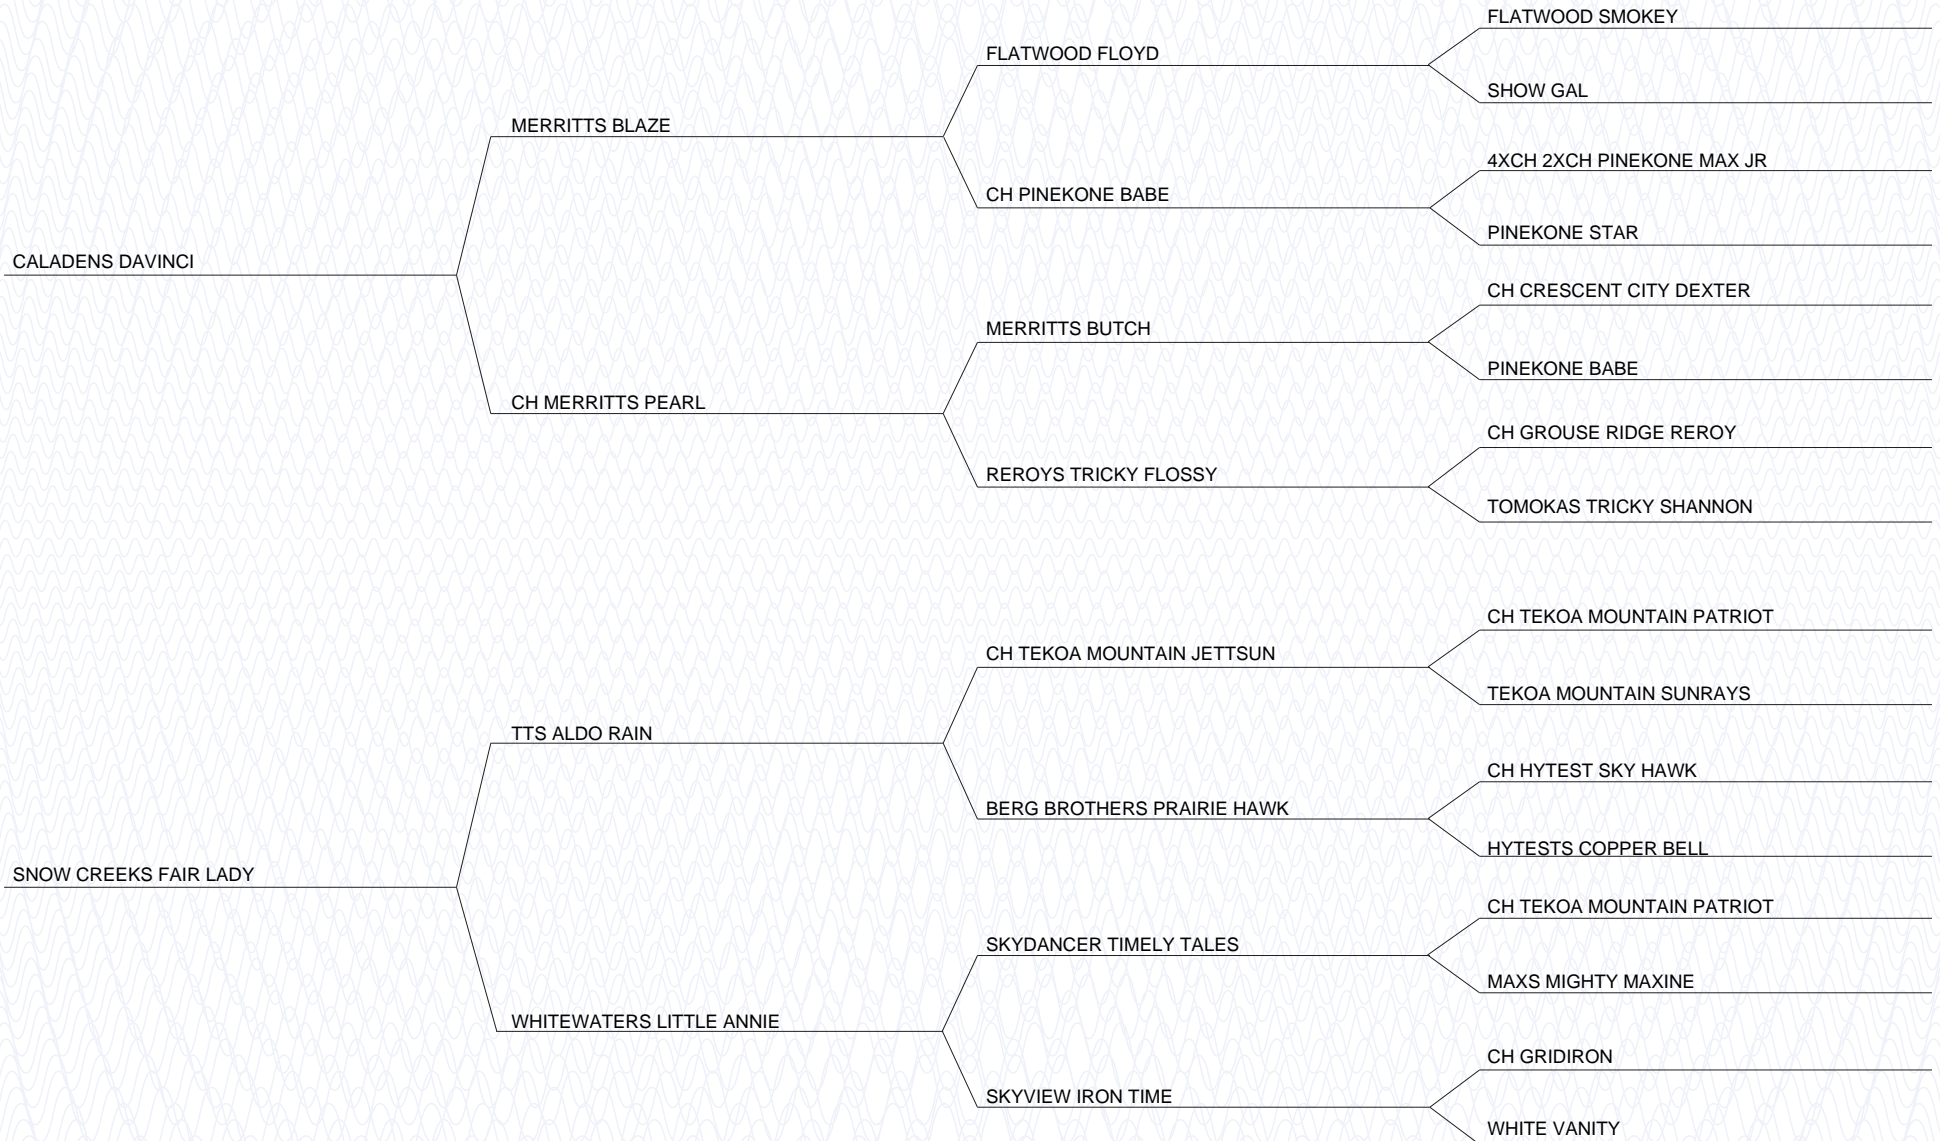 FLATWOOD SMOKEY
FLATWOOD FLOYD
SHOW GAL
MERRITTS BLAZE
4XCH 2XCH PINEKONE MAX JR
CH PINEKONE BABE
PINEKONE STAR
CALADENS DAVINCI
CH CRESCENT CITY DEXTER
MERRITTS BUTCH
PINEKONE BABE
CH MERRITTS PEARL
CH GROUSE RIDGE REROY
REROYS TRICKY FLOSSY
TOMOKAS TRICKY SHANNON
CH TEKOA MOUNTAIN PATRIOT
CH TEKOA MOUNTAIN JETTSUN
TEKOA MOUNTAIN SUNRAYS
TTS ALDO RAIN
CH HYTEST SKY HAWK
BERG BROTHERS PRAIRIE HAWK
HYTESTS COPPER BELL
SNOW CREEKS FAIR LADY
CH TEKOA MOUNTAIN PATRIOT
SKYDANCER TIMELY TALES
MAXS MIGHTY MAXINE
WHITEWATERS LITTLE ANNIE
CH GRIDIRON
SKYVIEW IRON TIME
WHITE VANITY